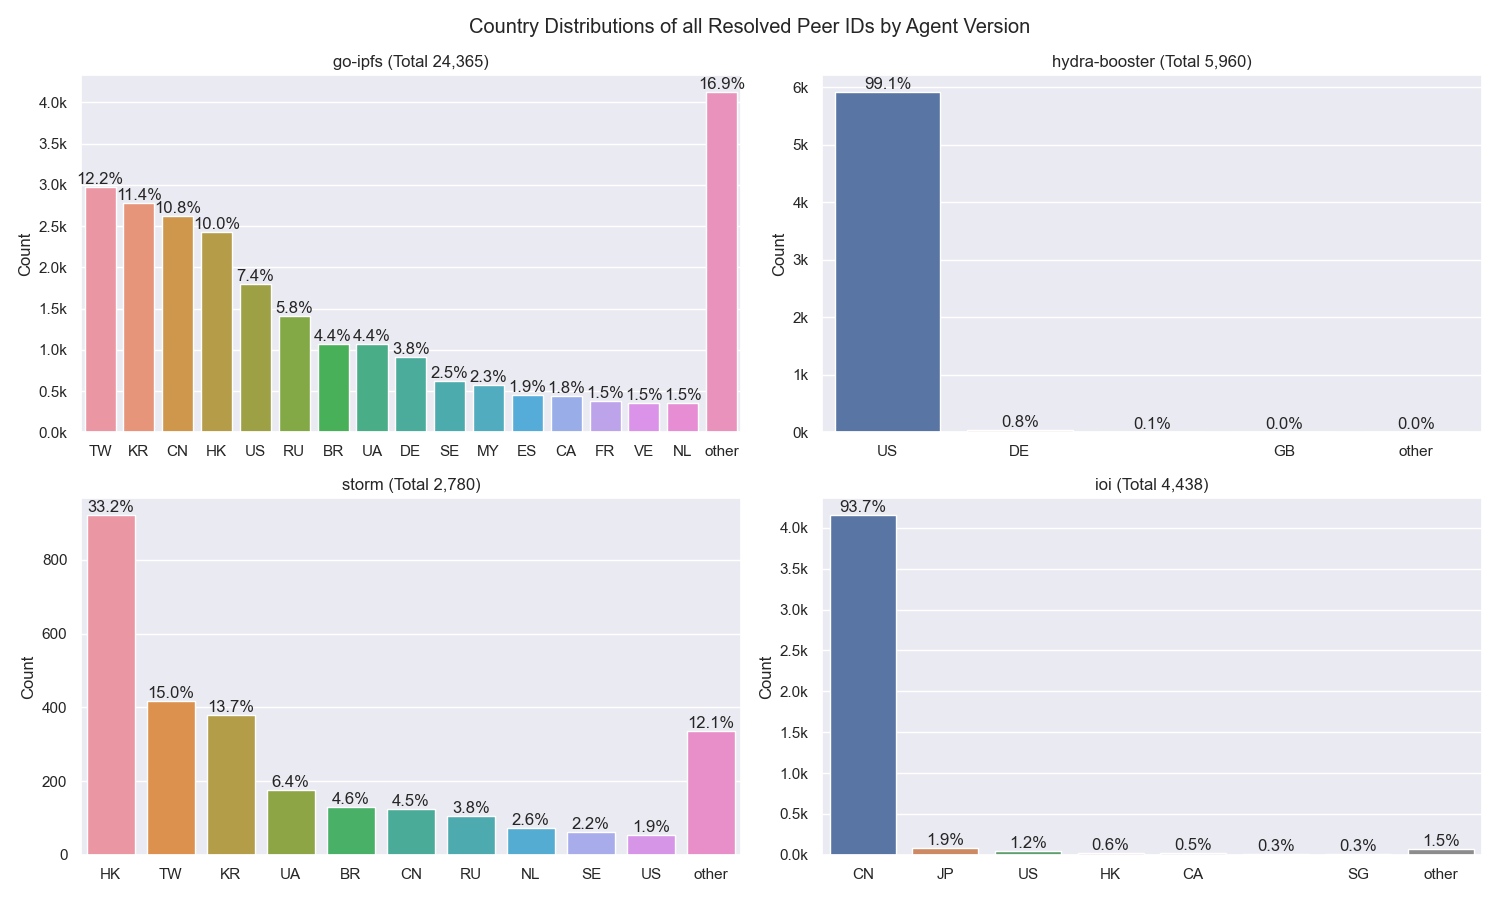 Country Distributions of all Resolved Peer IDs by Agent Version
go-ipfs (Total 24,365)
Count
4.0k
3.5k
3.0k
2.5k
2.0k
1.5k
1.0k
0.5k
0.0k
12.2% 11.4% 10.8% 10.0% 7.4% 5.8% 4.4% 4.4% 3.8% 2.5% 2.3% 1.9% 1.8% 1.5% 1.5% 1.5% 16.9%
TW KR CN HK US RU BR UA DE SE MY ES CA FR VE NL other
hydra-booster (Total 5,960)
Count
6k
5k
4k
3k
2k
1k
0k
99.1% 0.8% 0.1% 0.0% 0.0%
US DE GB other
storm (Total 2,780)
Count
800
600
400
200
0
33.2% 15.0% 13.7% 6.4% 4.6% 4.5% 3.8% 2.6% 2.2% 1.9% 12.1%
HK TW KR UA BR CN RU NL SE US other
ioi (Total 4,438)
Count
4.0k
3.5k
3.0k
2.5k
2.0k
1.5k
1.0k
0.5k
0.0k
93.7% 1.9% 1.2% 0.6% 0.5% 0.3% 0.3% 1.5%
CN JP US HK CA SG other